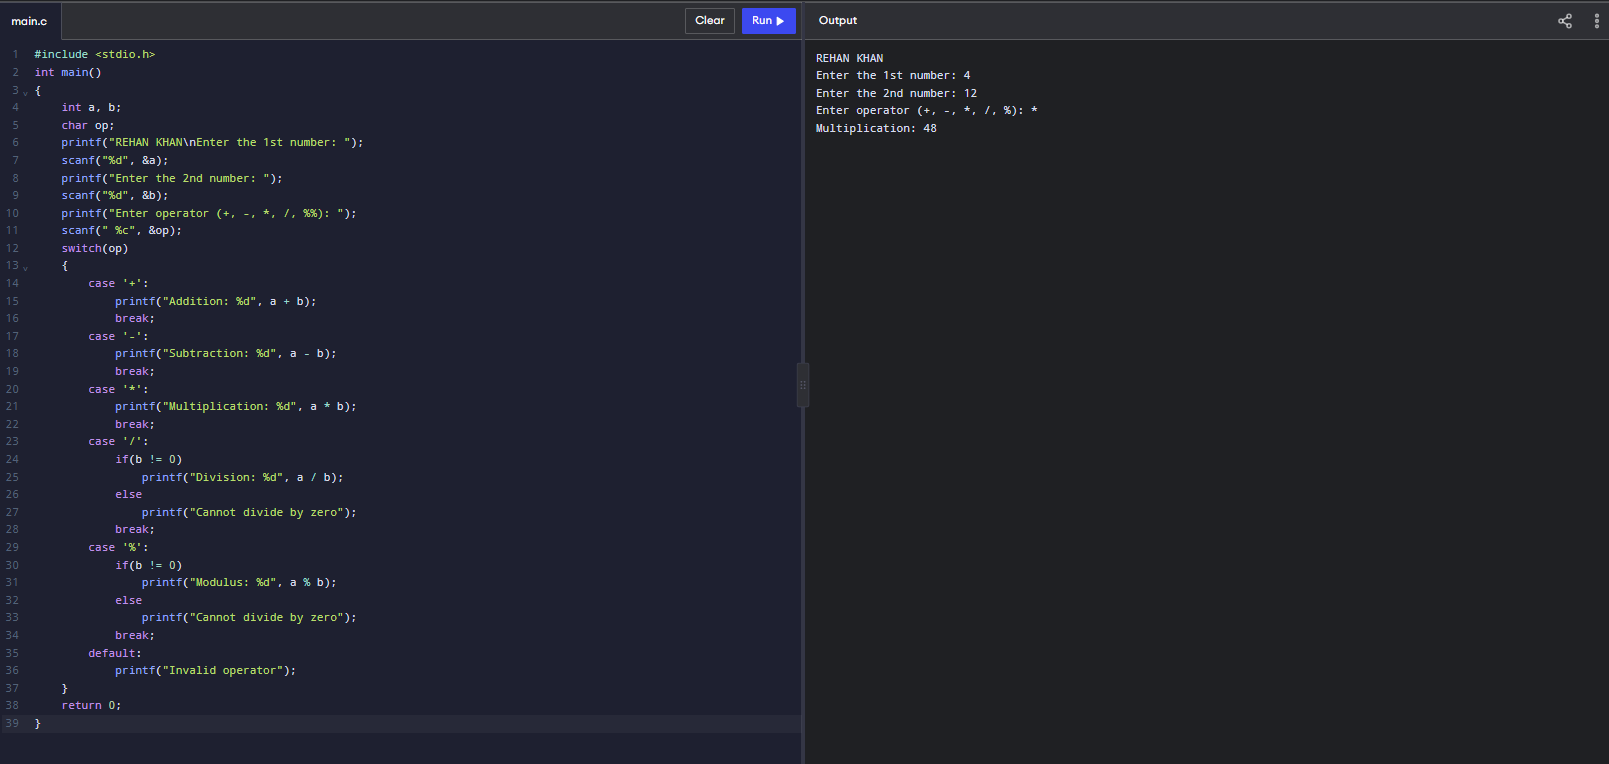 main.c
Clear
Run
1 #include <stdio.h>
2 int main()
3 {
4     int a, b;
5     char op;
6     printf("REHAN KHAN\nEnter the 1st number: ");
7     scanf("%d", &a);
8     printf("Enter the 2nd number: ");
9     scanf("%d", &b);
10     printf("Enter operator (+, -, *, /, %%): ");
11     scanf(" %c", &op);
12     switch(op)
13     {
14         case '+':
15             printf("Addition: %d", a + b);
16             break;
17         case '-':
18             printf("Subtraction: %d", a - b);
19             break;
20         case '*':
21             printf("Multiplication: %d", a * b);
22             break;
23         case '/':
24             if(b != 0)
25                 printf("Division: %d", a / b);
26             else
27                 printf("Cannot divide by zero");
28             break;
29         case '%':
30             if(b != 0)
31                 printf("Modulus: %d", a % b);
32             else
33                 printf("Cannot divide by zero");
34             break;
35         default:
36             printf("Invalid operator");
37     }
38     return 0;
39 }
Output
REHAN KHAN
Enter the 1st number: 4
Enter the 2nd number: 12
Enter operator (+, -, *, /, %): *
Multiplication: 48